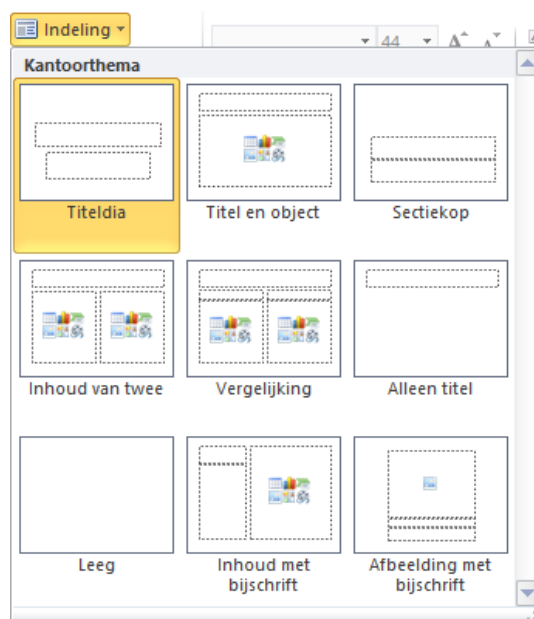 Indeling
44
A A
Kantoorthema
Titeldia
Titel en object
Sectiekop
Inhoud van twee
Vergelijking
Alleen titel
Leeg
Inhoud met
bijschrift
Afbeelding met
bijschrift